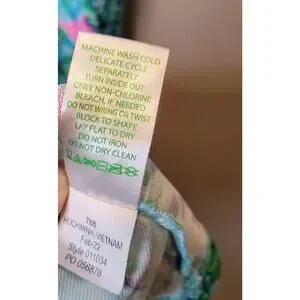 MACHINE WASH COLD
DELICATE CYCLE
SEPARATELY
TURN INSIDE OUT
ONLY NON-CHLORINE
BLEACH, IF NEEDED
DO NOT WRING OR TWIST
BLOCK TO SHAPE
LAY FLAT TO DRY
DO NOT IRON
DO NOT DRY CLEAN
788
HOCHIMINH, VIETNAM
Feb-22
Style 011034
PO 056878